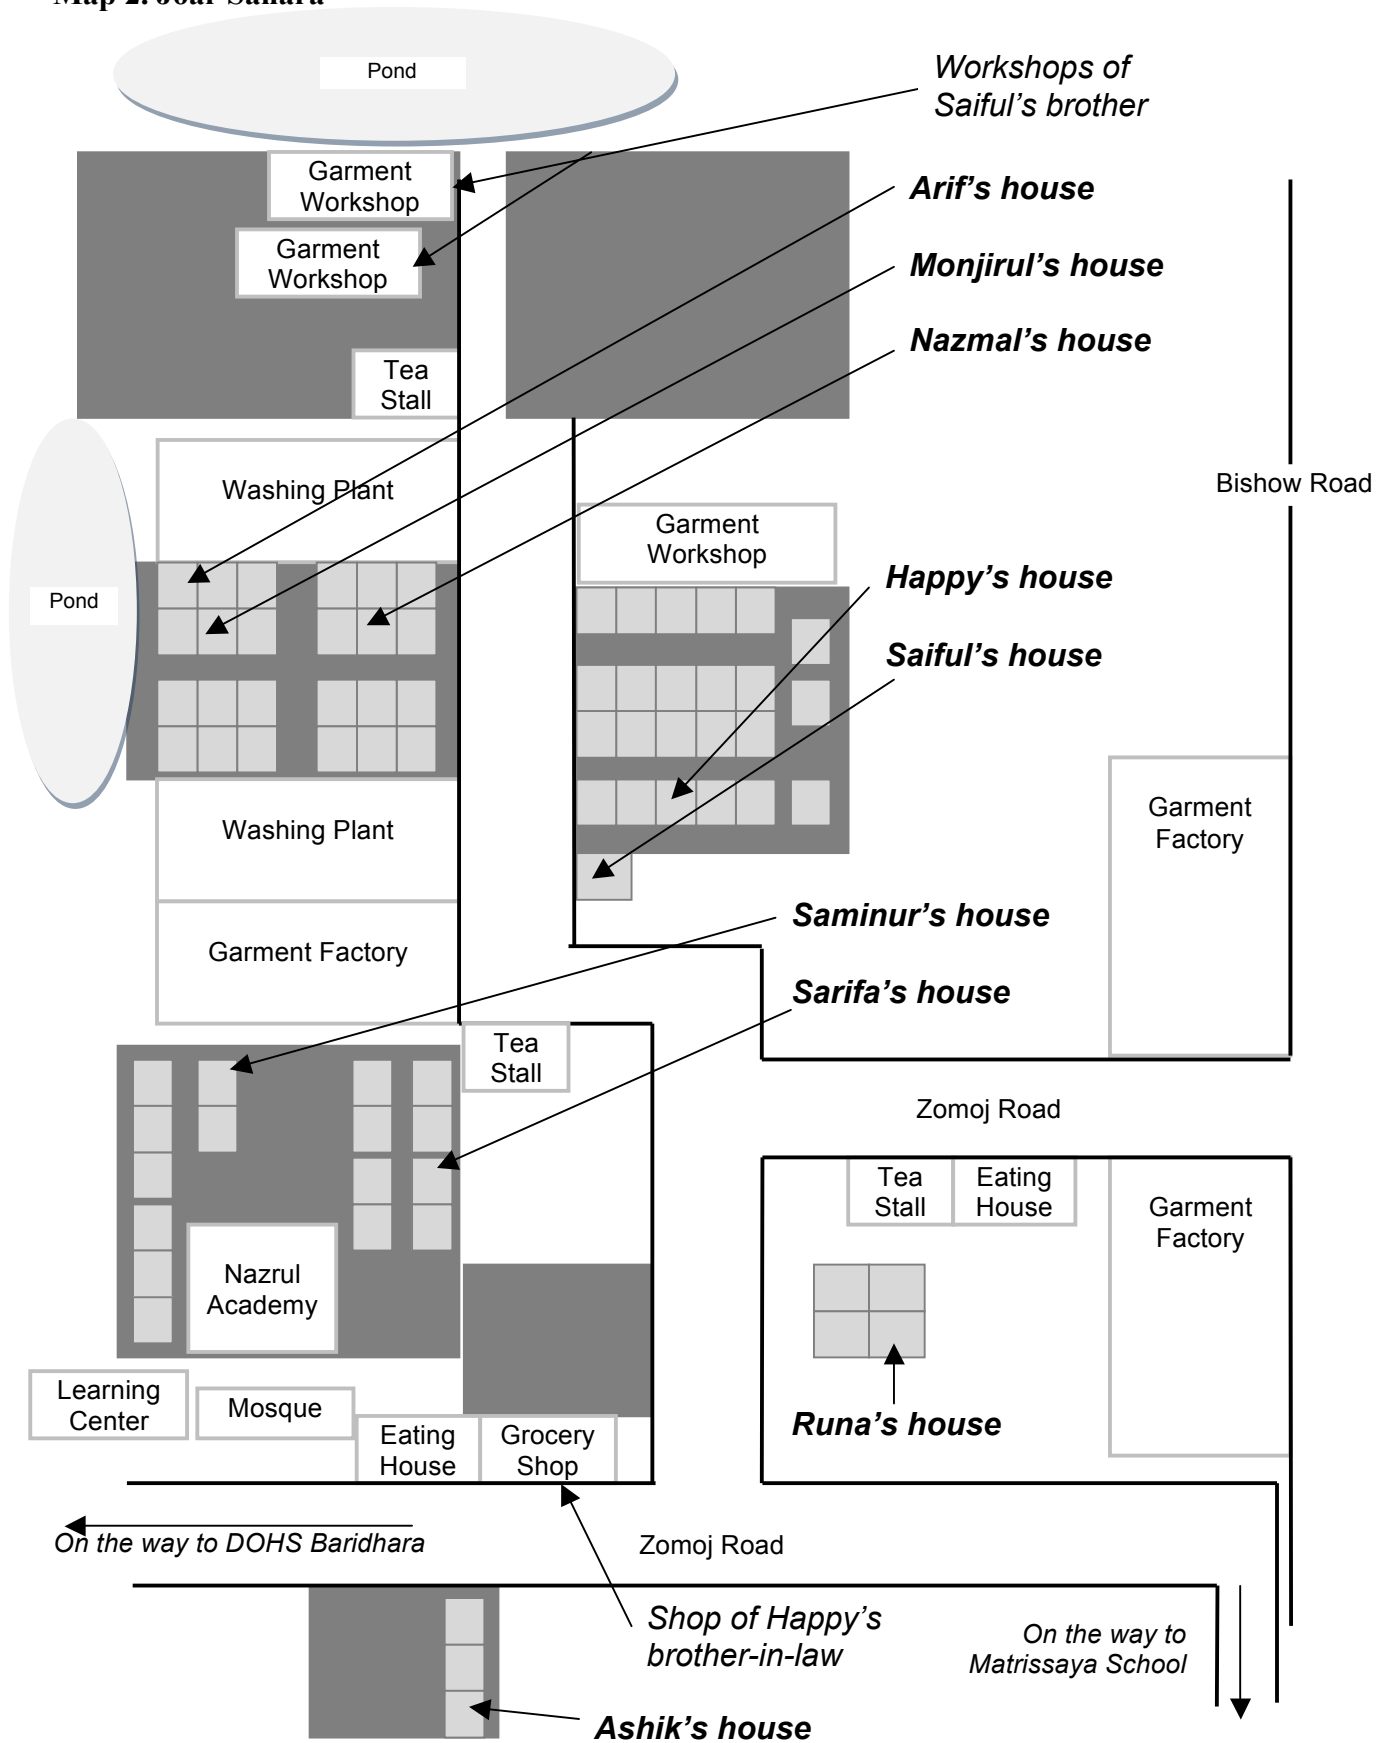 Map 2: Joar Sahara
Pond
Workshops of
Saiful’s brother
Garment
Workshop
Arif’s house
Garment
Workshop
Monjirul’s house
Nazmal’s house
Tea
Stall
Washing Plant
Bishow Road
Garment
Workshop
Happy’s house
Pond
Saiful’s house
Washing Plant
Garment
Factory
Saminur’s house
Garment Factory
Sarifa’s house
Tea
Stall
Zomoj Road
Tea
Stall
Eating
House
Garment
Factory
Nazrul
Academy
Learning
Center
Mosque
Runa’s house
Eating
House
Grocery
Shop
On the way to DOHS Baridhara
Zomoj Road
Shop of Happy’s
brother-in-law
On the way to
Matrissaya School
Ashik’s house